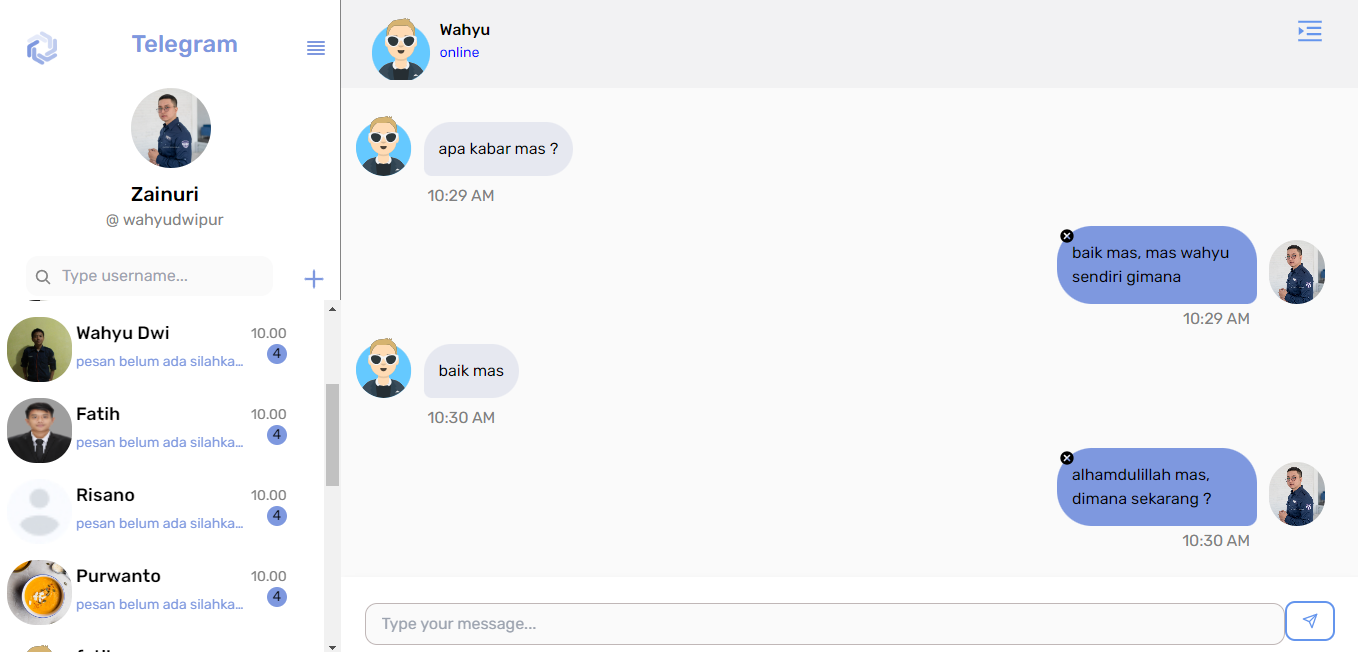 Telegram
Zainuri
@ wahyudwipur
Type username...
Wahyu Dwi
10.00
pesan belum ada silahka...
4
Fatih
10.00
pesan belum ada silahka...
4
Risano
10.00
pesan belum ada silahka...
4
Purwanto
10.00
pesan belum ada silahka...
4
Wahyu
online
apa kabar mas ?
10:29 AM
baik mas, mas wahyu
sendiri gimana
10:29 AM
baik mas
10:30 AM
alhamdulillah mas,
dimana sekarang ?
10:30 AM
Type your message...